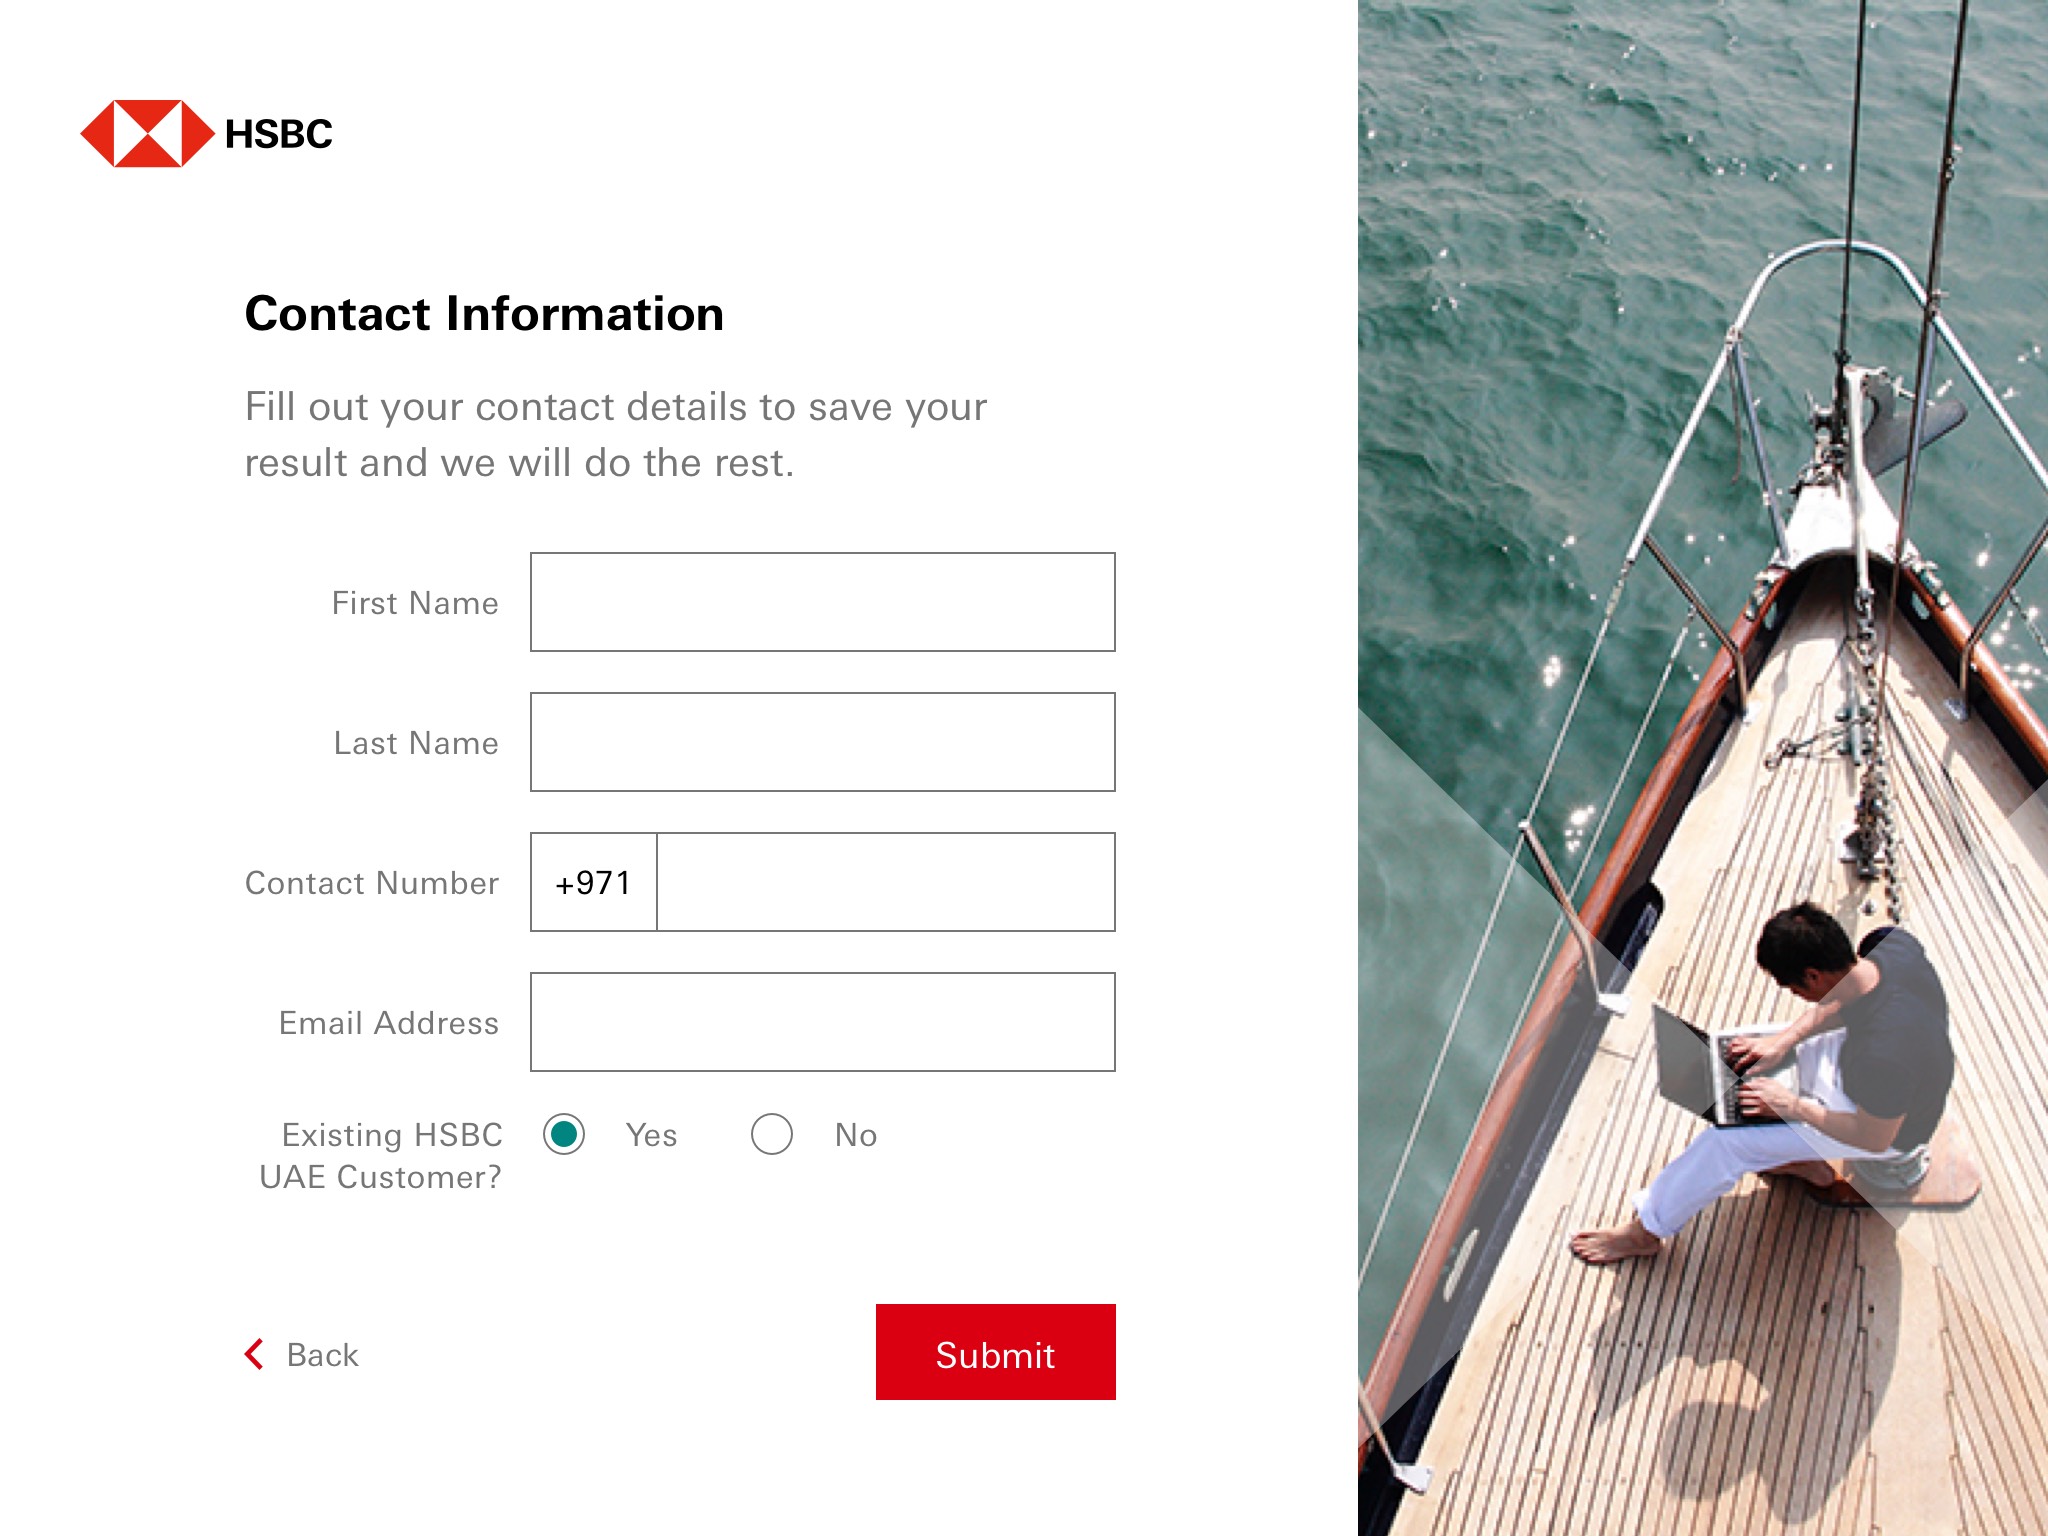 HSBC
Contact Information
Fill out your contact details to save your
result and we will do the rest.
First Name
Last Name
Contact Number +971
Email Address
Existing HSBC Yes No
UAE Customer?
Back Submit